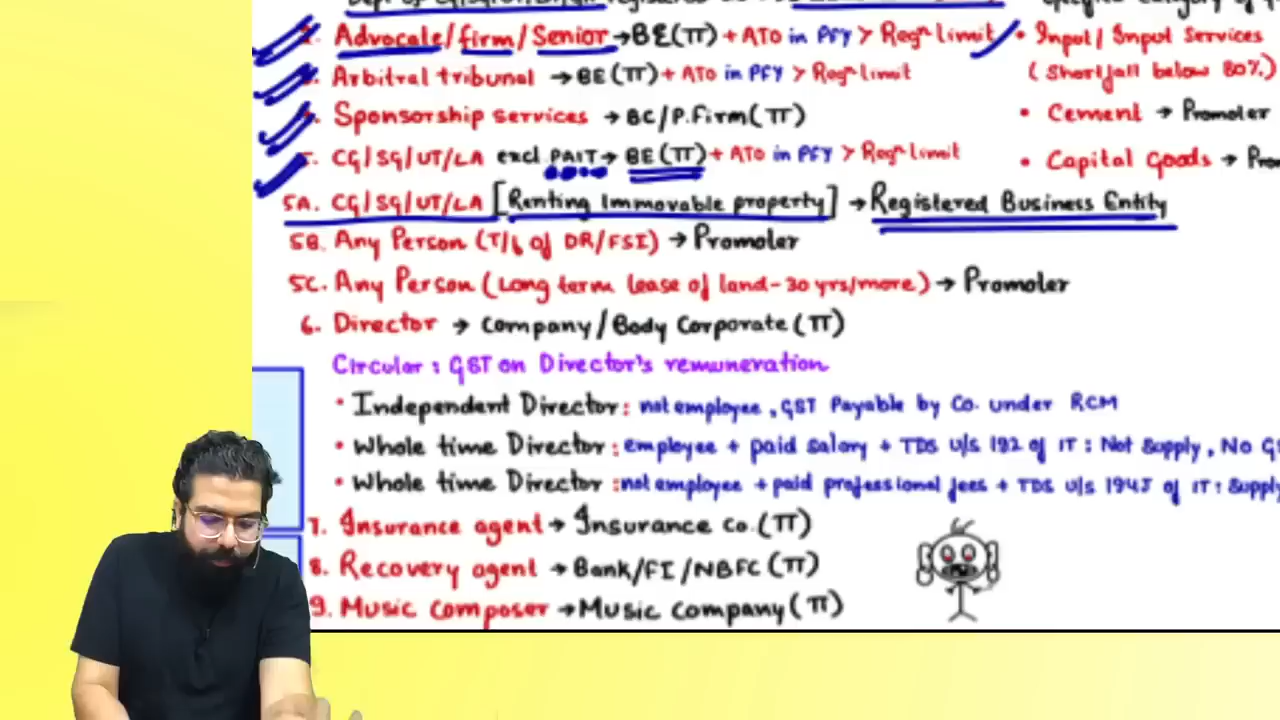 Advocate/firm/Senior → BE(TT) + ATO in PFY > Regn limit
Arbitral tribunal → BE(TT) + ATO in PFY > Regn limit
Sponsorship services → BC/P.Firm(TT)
CG/SG/UT/LA excl PAIT → BE(TT) + ATO in PFY > Regn limit
5A. CG/SG/UT/LA [Renting Immovable property] → Registered Business Entity
5B. Any Person (T/f of DR/FSI) → Promoter
5C. Any Person (Long term lease of land-30 yrs/more) → Promoter
6. Director → Company/Body Corporate (TT)
Circular : GST on Director's remuneration
• Independent Director: not employee, GST Payable by Co. under RCM
• Whole time Director: employee + paid salary + TDS u/s 192 of IT : Not Supply, No
• Whole time Director :not employee + paid professional fees + TDS u/s 194J of IT: Supply
7. Insurance agent → Insurance Co.(TT)
8. Recovery agent → Bank/FI/NBFC (TT)
9. Music Composer → Music Company (TT)
• Input/Input Services
(Shortfall below 80%)
• Cement → Promoter
• Capital Goods →